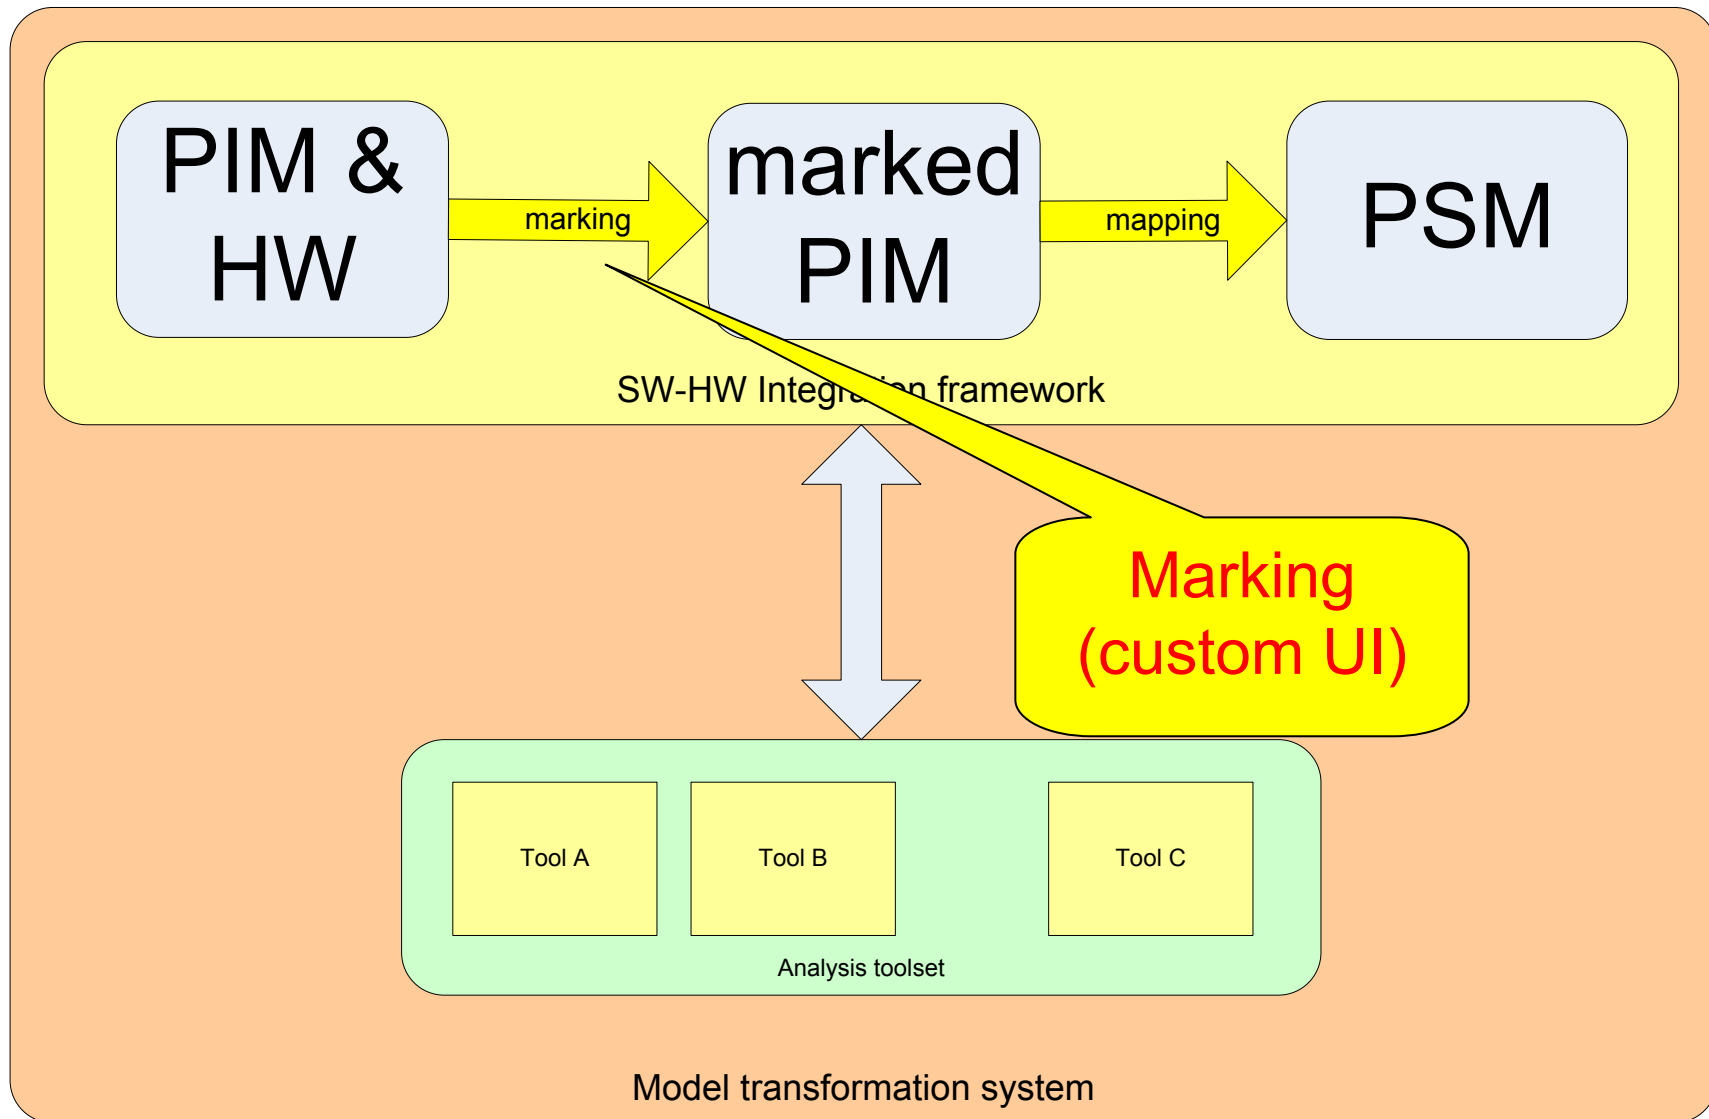 PIM &
HW
marking
marked
PIM
mapping
PSM
SW-HW Integration framework
Marking
(custom UI)
Tool A
Tool B
Tool C
Analysis toolset
Model transformation system